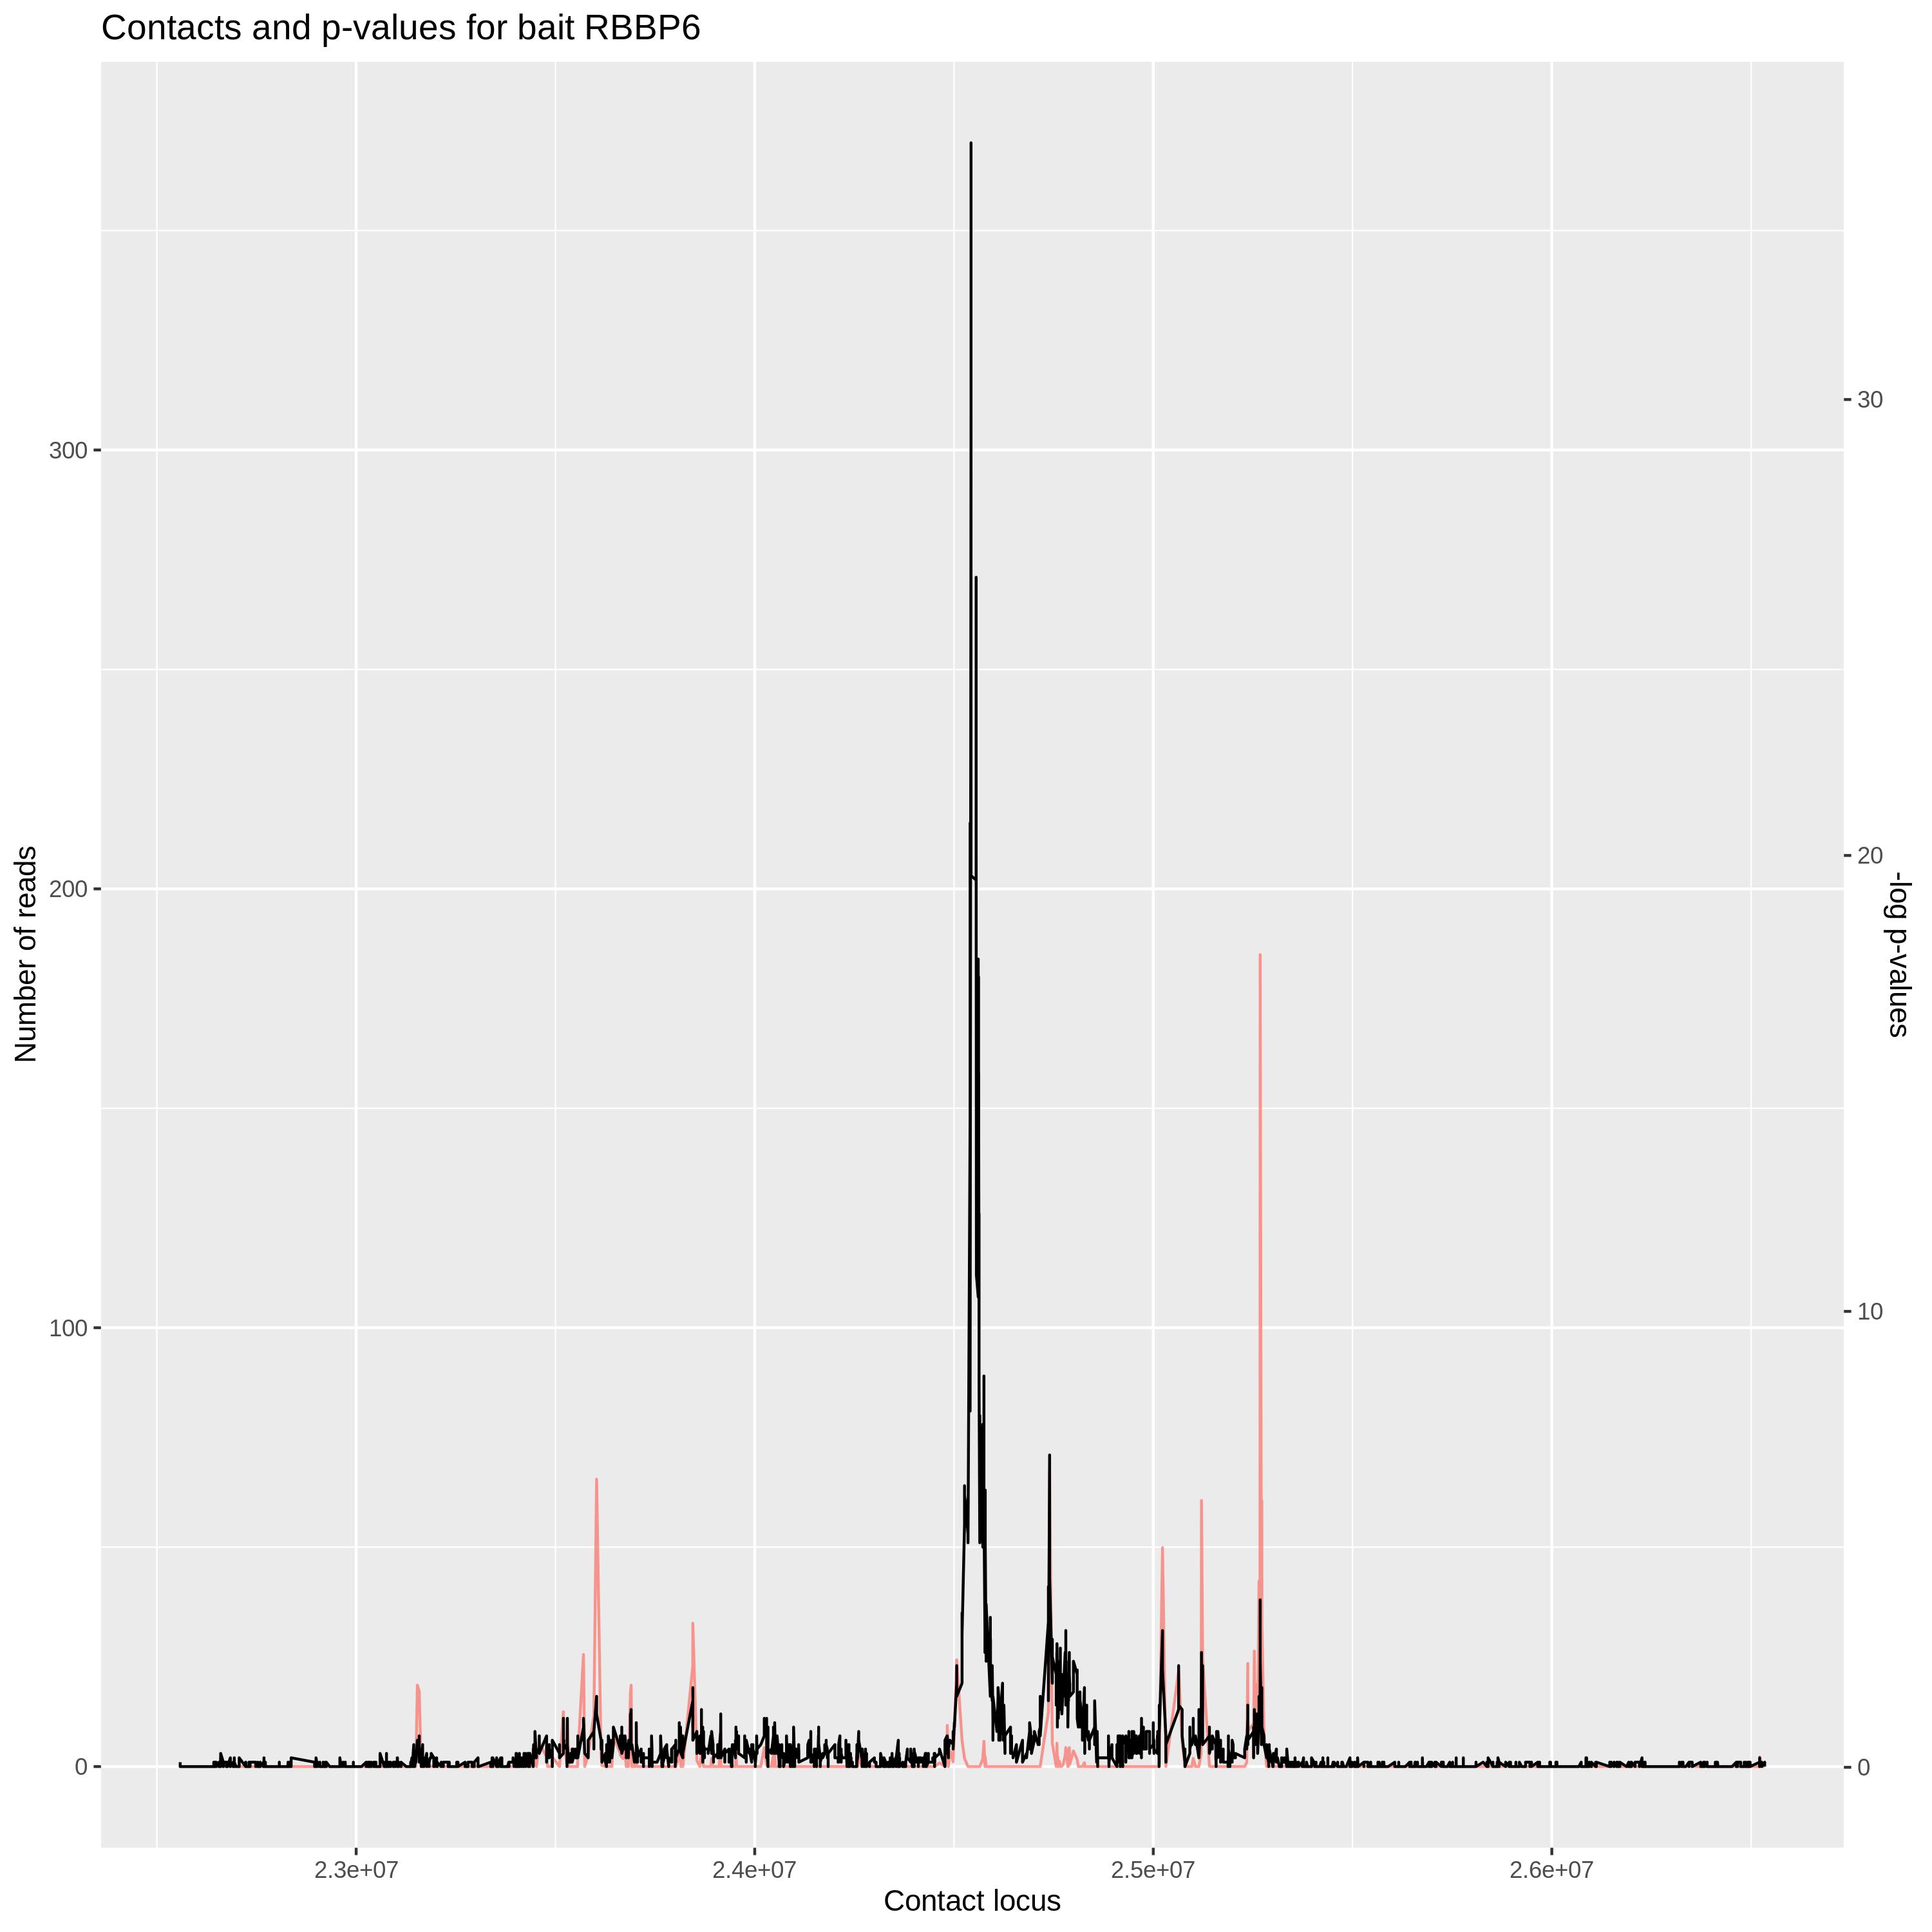 Contacts and p-values for bait RBBP6
Number of reads
300
200
100
0
30
20
10
0
-log p-values
2.3e+07
2.4e+07
2.5e+07
2.6e+07
Contact locus